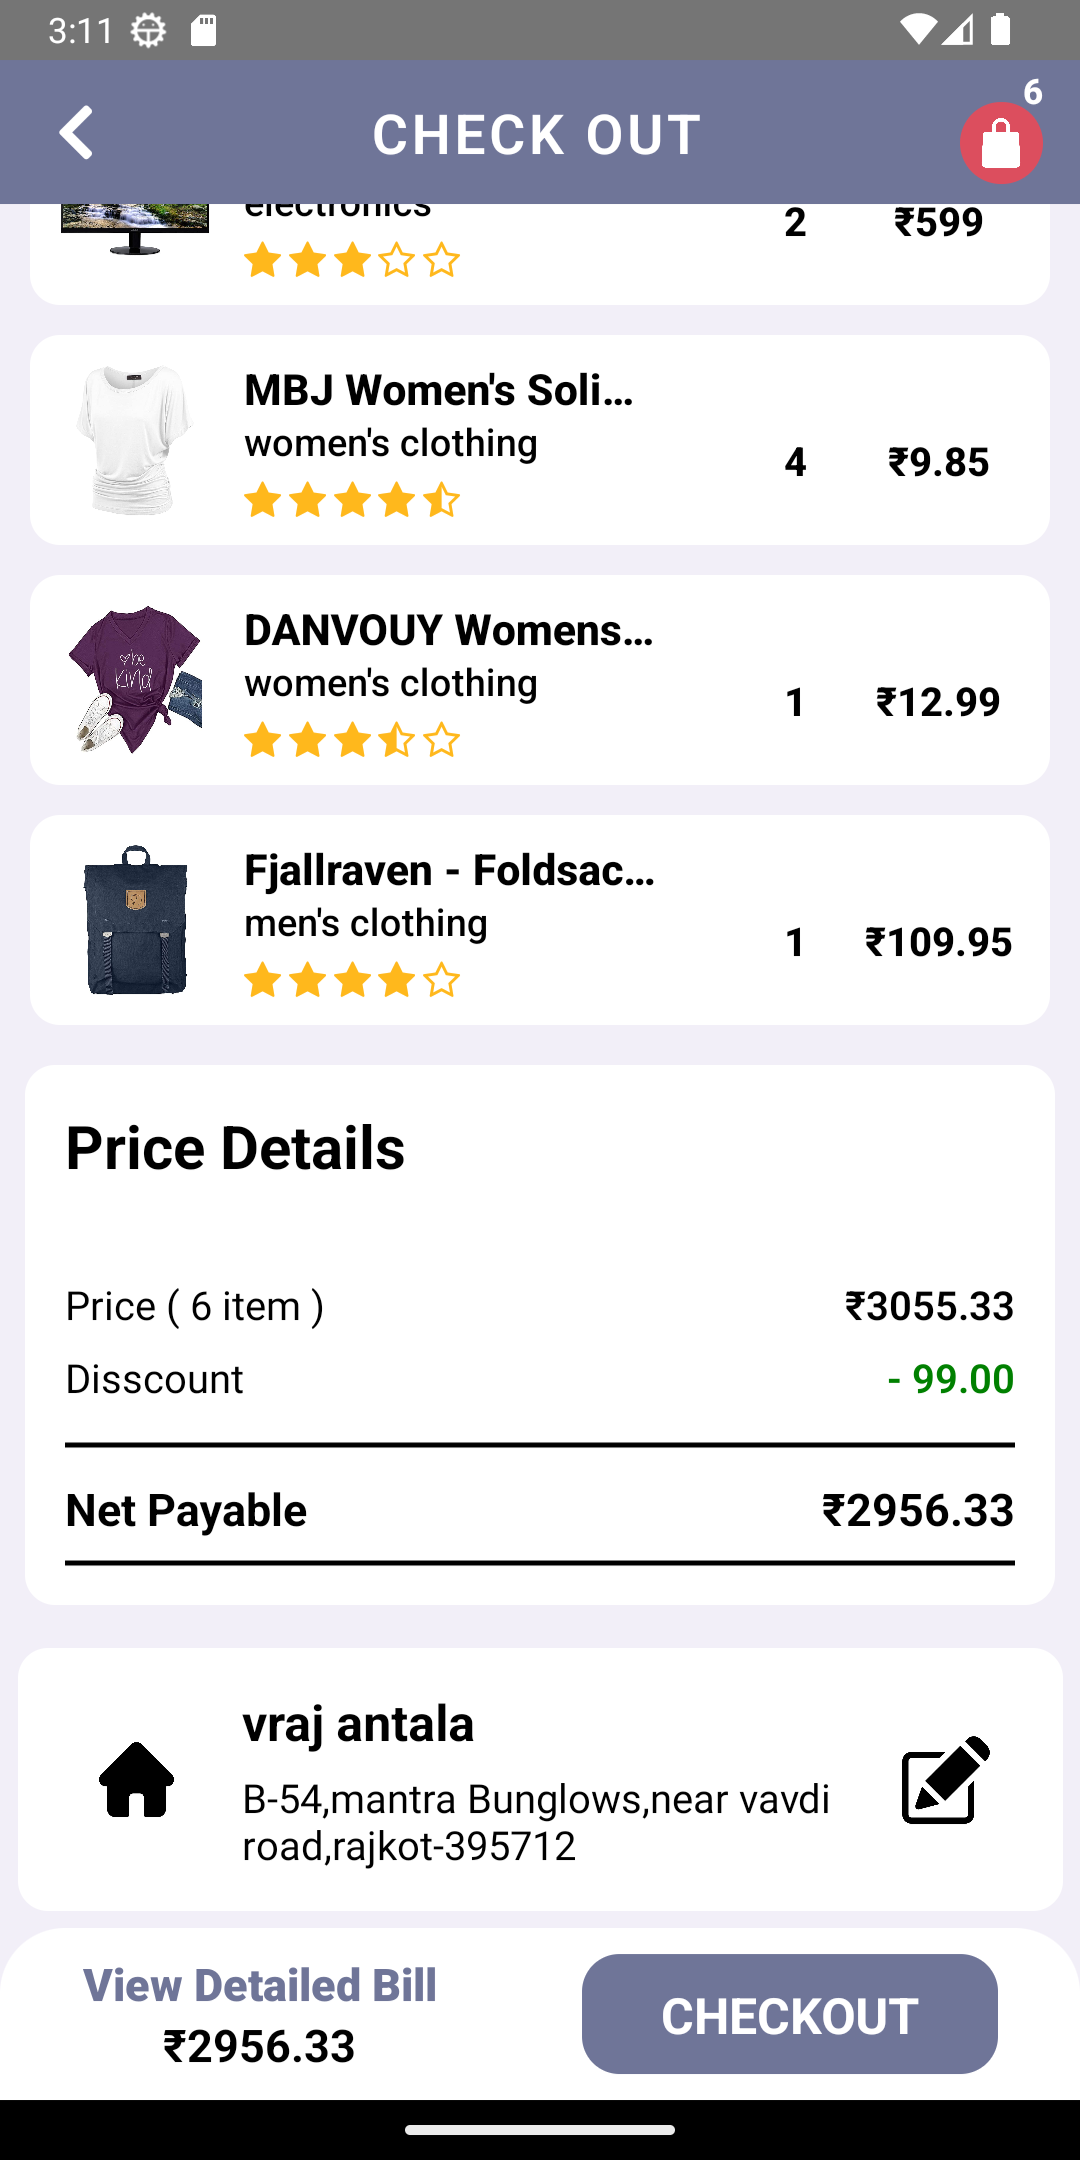 3:11
6
CHECK OUT
electronics
2 ₹599
MBJ Women's Soli...
women's clothing
4 ₹9.85
DANVOUY Womens...
women's clothing
1 ₹12.99
be
kind
Fjallraven - Foldsac...
men's clothing
1 ₹109.95
Price Details
Price ( 6 item ) ₹3055.33
Disscount - 99.00
Net Payable ₹2956.33
vraj antala
B-54,mantra Bunglows,near vavdi
road,rajkot-395712
View Detailed Bill
₹2956.33
CHECKOUT